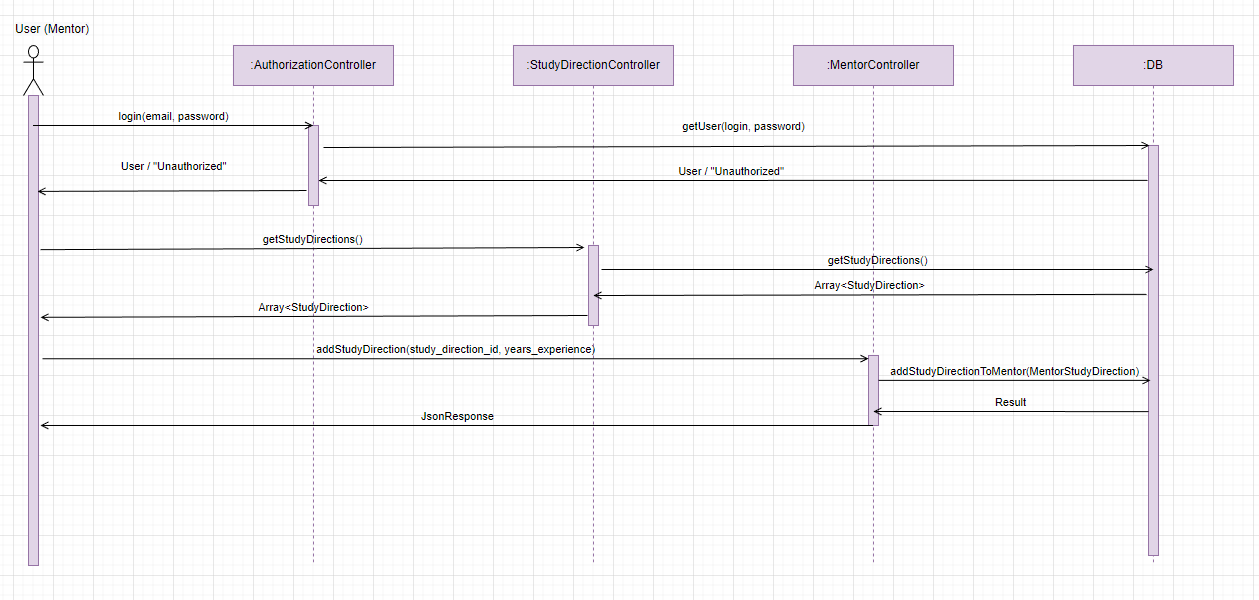 User (Mentor)
:AuthorizationController
:StudyDirectionController
:MentorController
:DB
login(email, password)
getUser(login, password)
User / "Unauthorized"
User / "Unauthorized"
getStudyDirections()
getStudyDirections()
Array<StudyDirection>
Array<StudyDirection>
addStudyDirection(study_direction_id, years_experience)
addStudyDirectionToMentor(MentorStudyDirection)
Result
JsonResponse